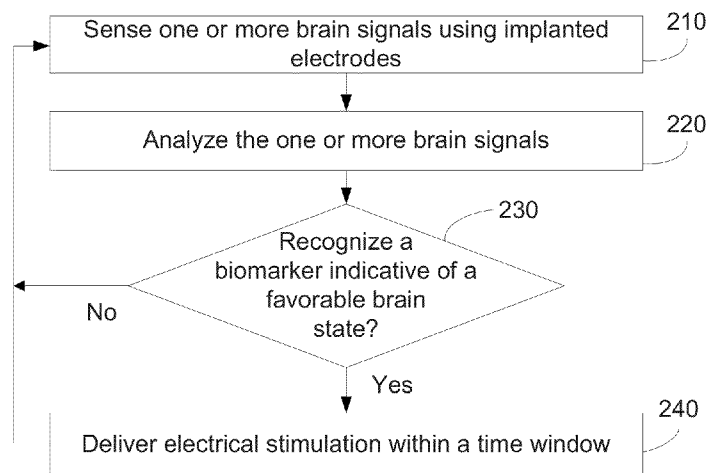 Sense one or more brain signals using implanted
electrodes
210
Analyze the one or more brain signals
220
230
Recognize a
biomarker indicative of a
favorable brain
state?
No
Yes
240
Deliver electrical stimulation within a time window